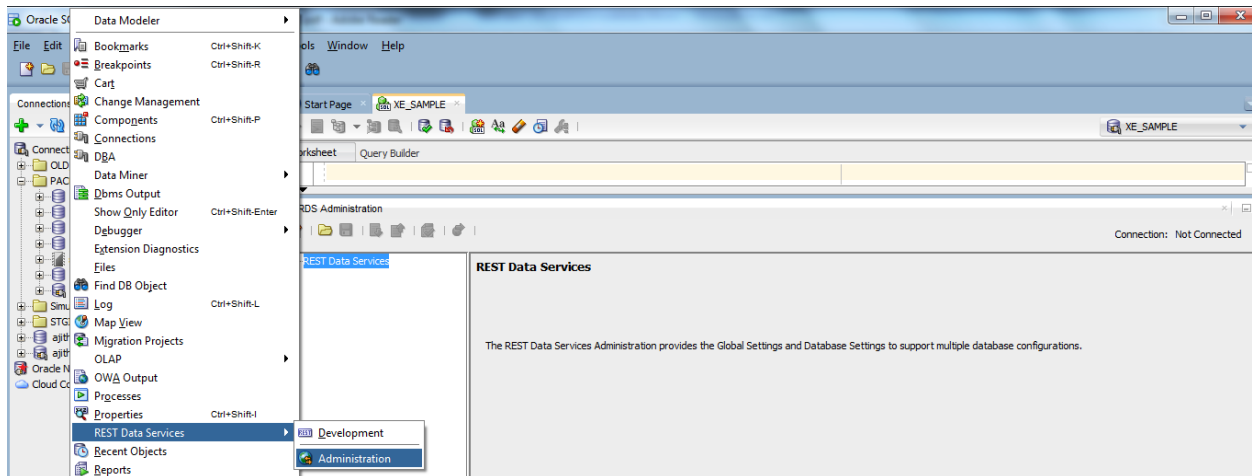 Oracle S
Data Modeler
File Edit
ols Window Help
Bookmarks Ctrl+Shift-K
Breakpoints Ctrl+Shift-R
Cart
Connections
Change Management
Start Page
XE_SAMPLE
Components Ctrl+Shift-P
XE_SAMPLE
Connections
Connect
DBA
orksheet
Query Builder
OLD
Data Miner
PAC
Dbms Output
Show Only Editor Ctrl+Shift-Enter
RDS Administration
Debugger
Connection: Not Connected
Extension Diagnostics
Files
REST Data Services
REST Data Services
Find DB Object
Simu
Log Ctrl+Shift-L
STG
Map View
ajith
Migration Projects
The REST Data Services Administration provides the Global Settings and Database Settings to support multiple database configurations.
ajith
OLAP
Oracle N
OWA Output
Cloud Co
Processes
Properties Ctrl+Shift-I
REST Data Services
Development
Recent Objects
Administration
Reports